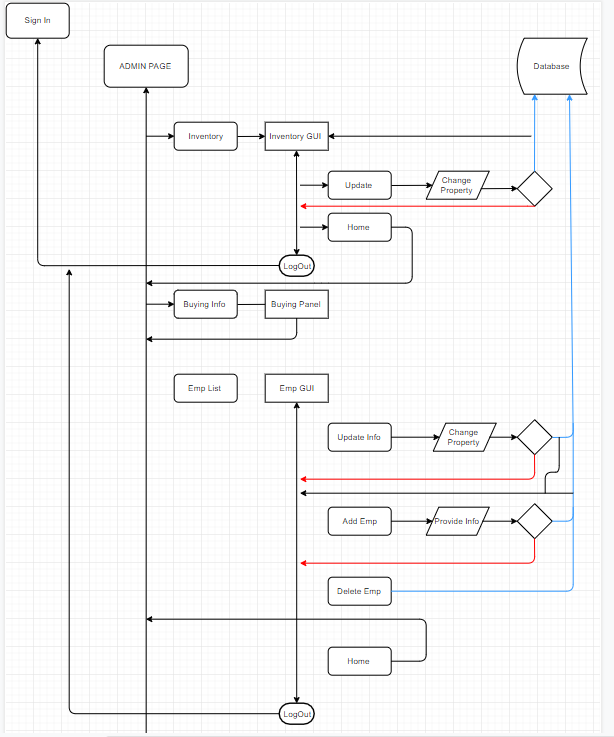 Sign In
ADMIN PAGE
Database
Inventory
Inventory GUI
Update
Change
Property
Home
LogOut
Buying Info
Buying Panel
Emp List
Emp GUI
Update Info
Change
Property
Add Emp
Provide Info
Delete Emp
Home
LogOut